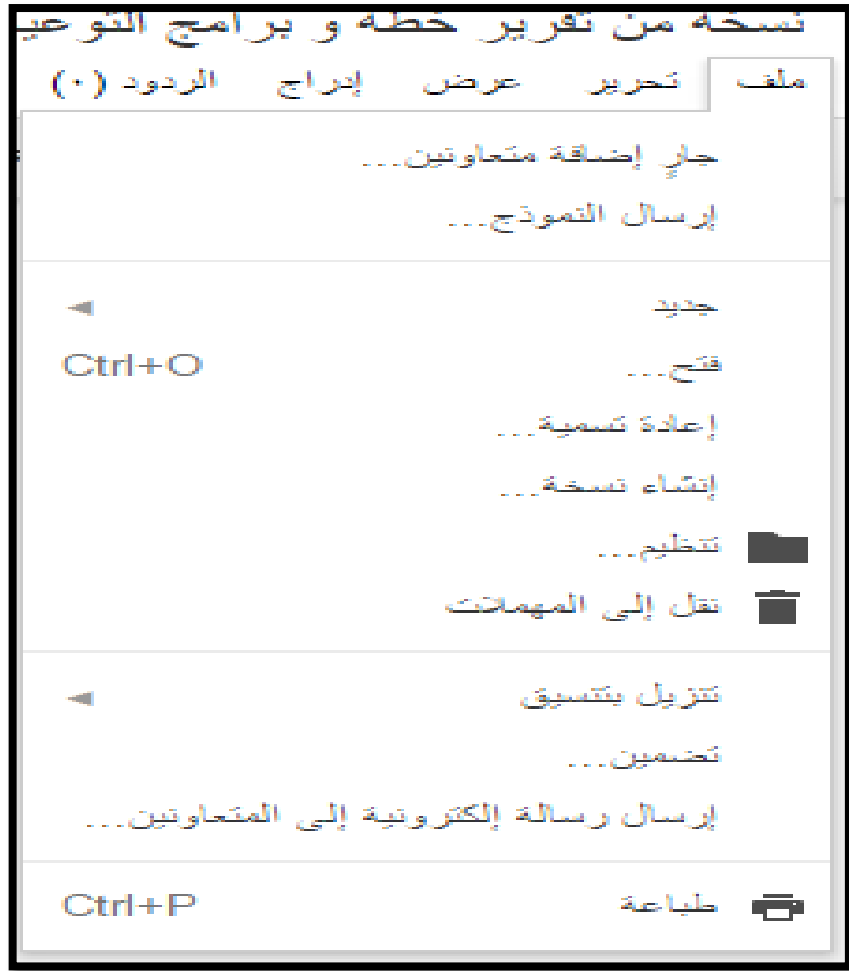 نسخة من تقرير خطة و برامج التوعي
ملف تحرير عرض إدراج الردود (٠)
جارٍ إضافة متعاونين...
إرسال النموذج...
جديد ◄
فتح... Ctrl+O
إعادة تسمية...
إنشاء نسخة...
تنظيم...
نقل إلى المهملات
تنزيل بتنسيق ◄
تضمين...
إرسال رسالة إلكترونية إلى المتعاونين...
طباعة Ctrl+P